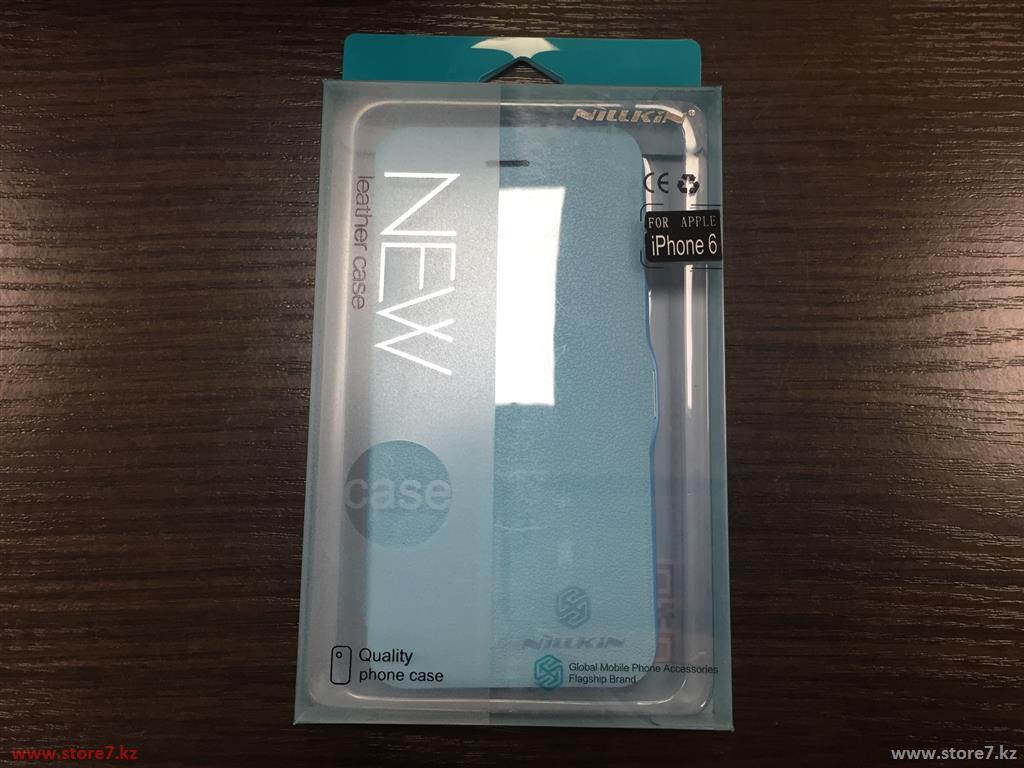 NILLKIN®
CE
FOR APPLE
iPhone 6
NEW
leather case
case
NILLKIN
Quality
phone case
Global Mobile Phone Accessories
Flagship Brand
www.store7.kz
www.store7.kz